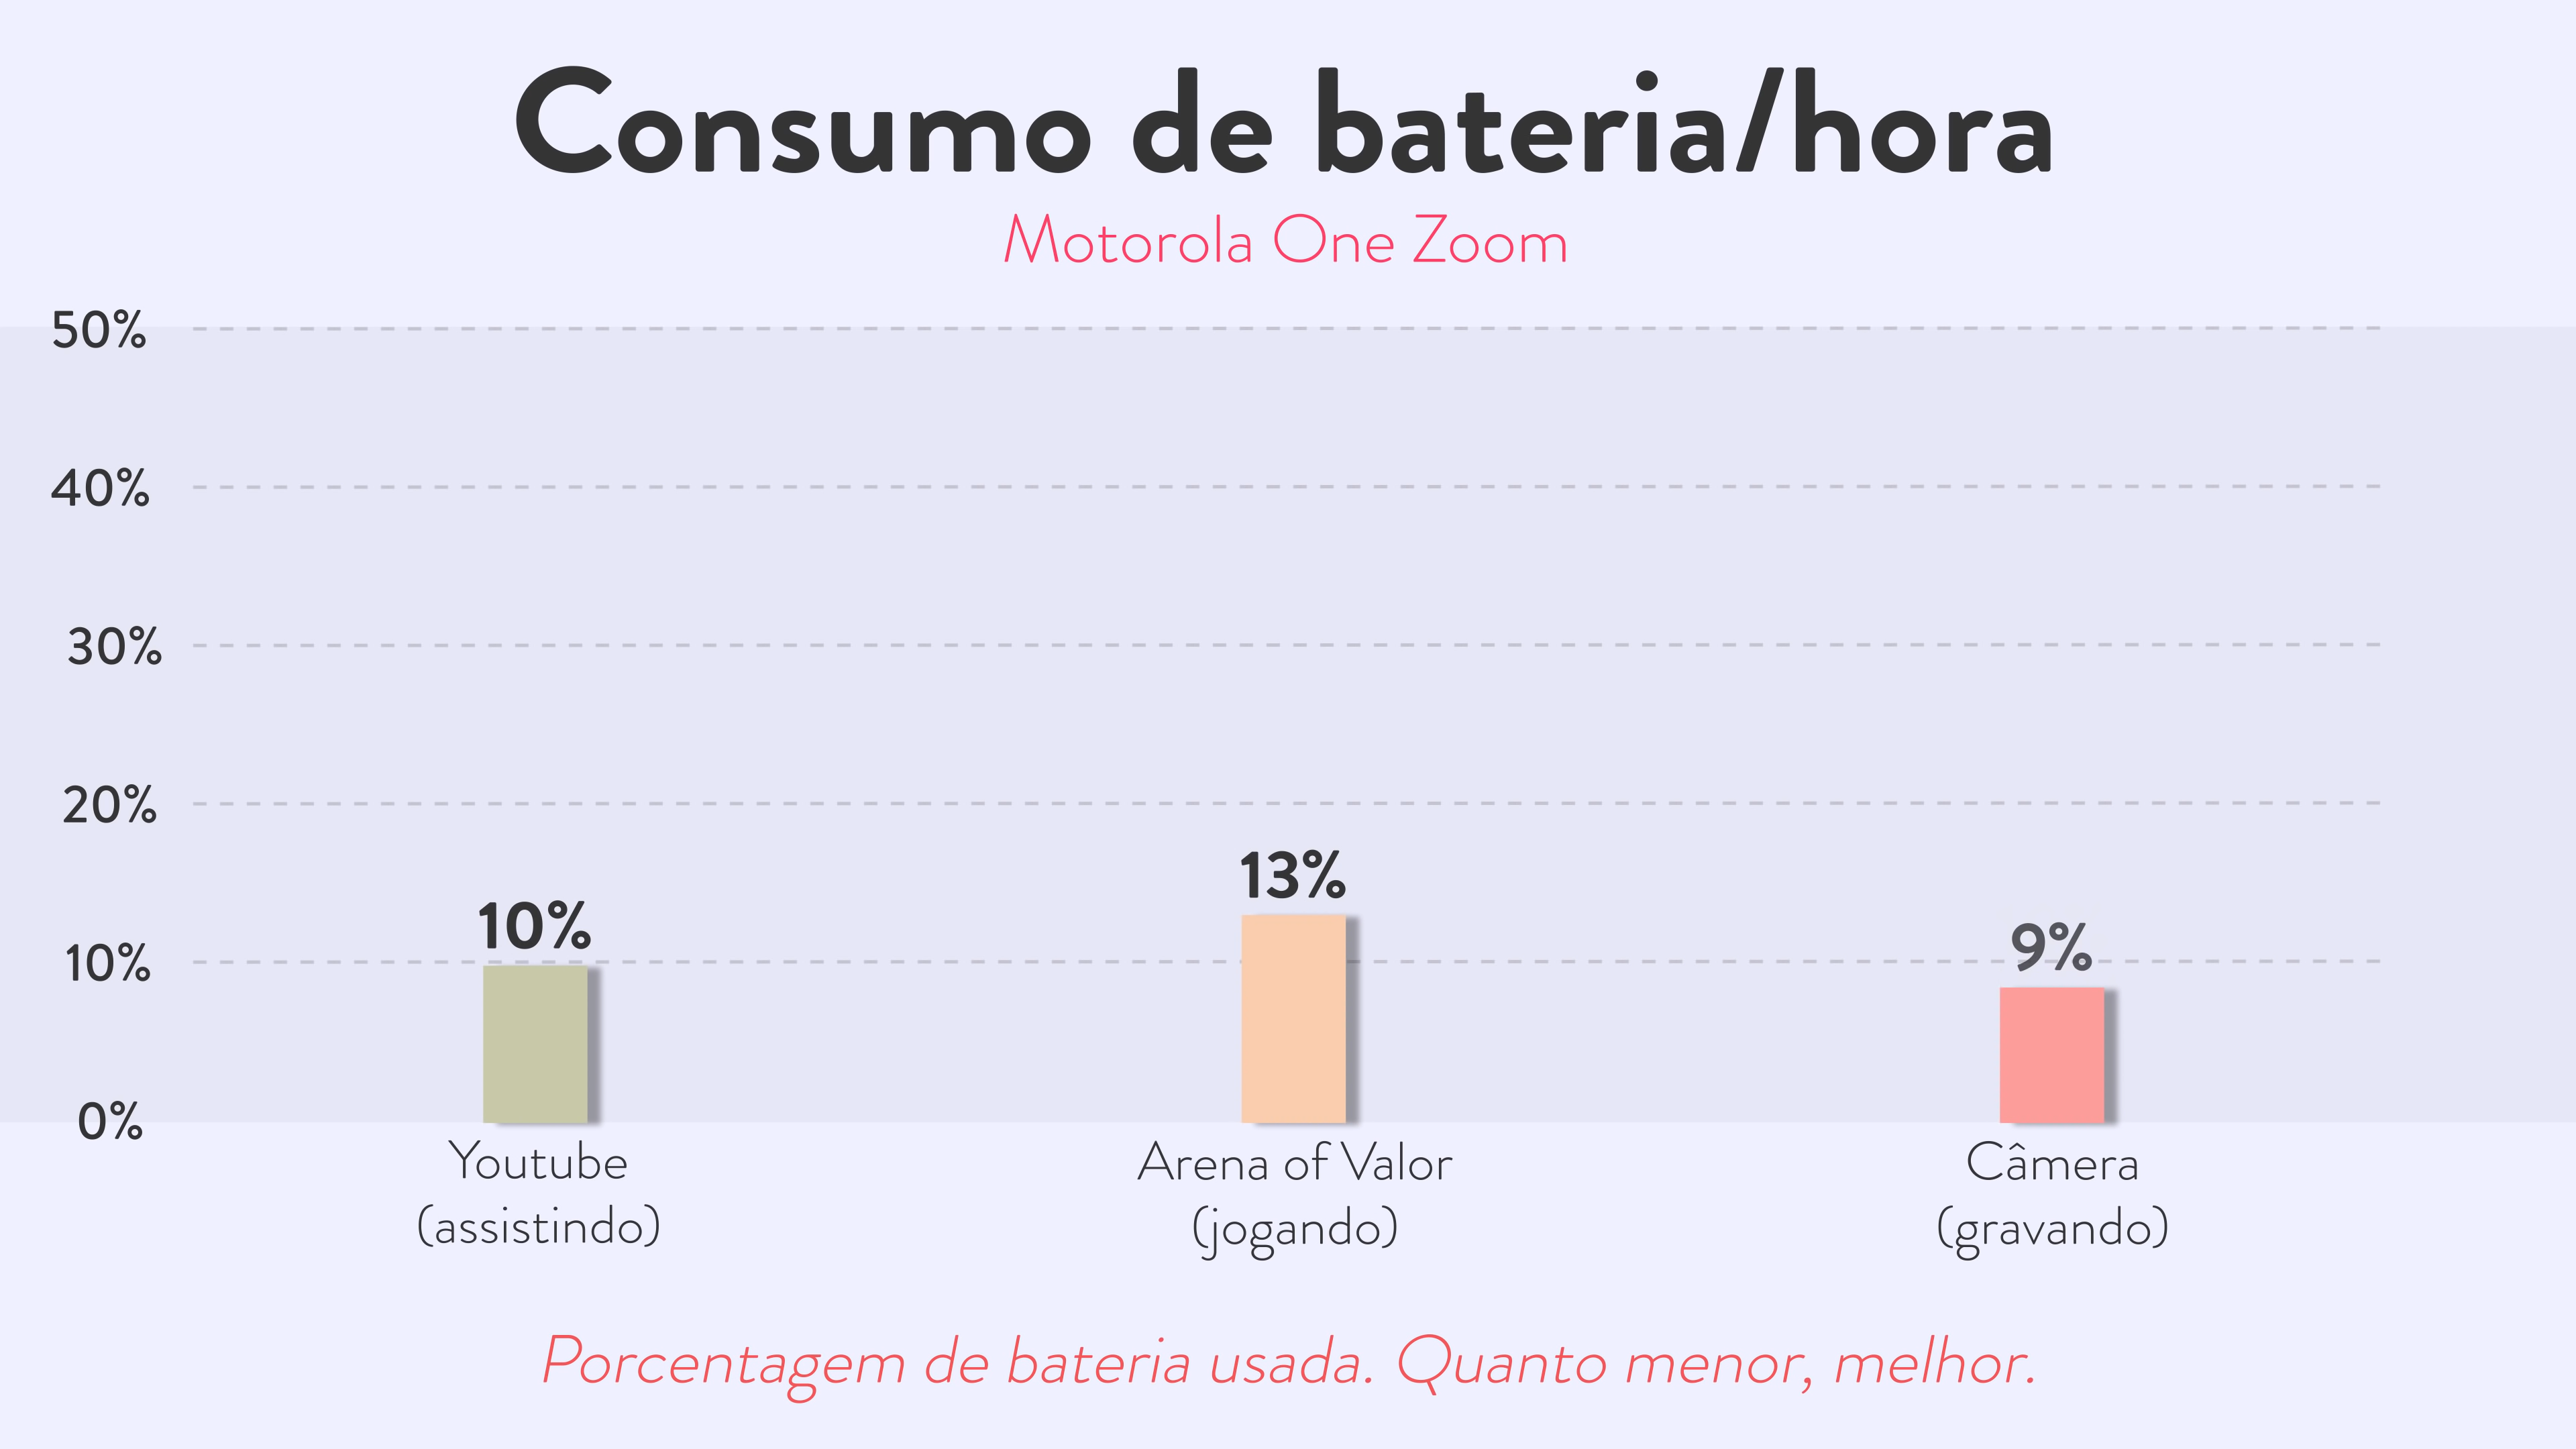 Consumo de bateria/hora
Motorola One Zoom
50%
40%
30%
20%
10%
0%
10%
13%
9%
Youtube
(assistindo)
Arena of Valor
(jogando)
Câmera
(gravando)
Porcentagem de bateria usada. Quanto menor, melhor.